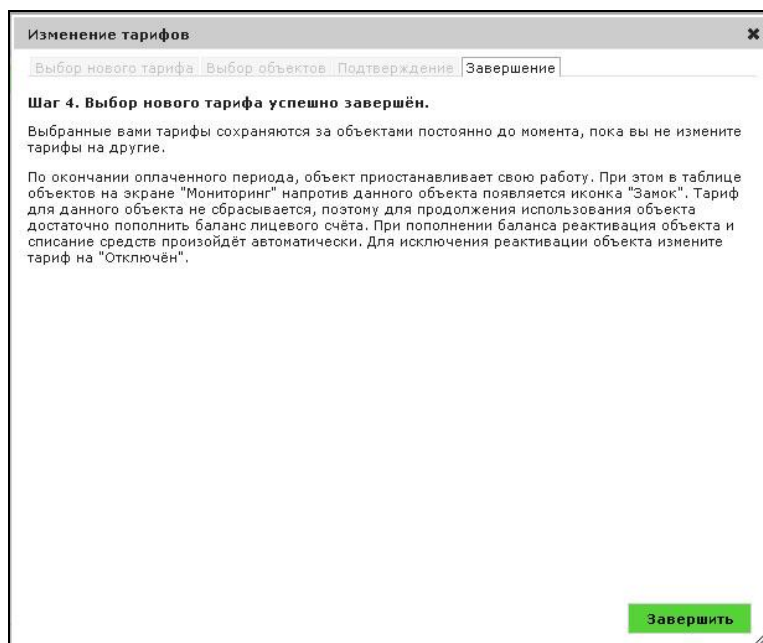 Изменение тарифов
Выбор нового тарифа Выбор объектов Подтверждение Завершение
Шаг 4. Выбор нового тарифа успешно завершён.
Выбранные вами тарифы сохраняются за объектами постоянно до момента, пока вы не измените
тарифы на другие.
По окончании оплаченного периода, объект приостанавливает свою работу. При этом в таблице
объектов на экране "Мониторинг" напротив данного объекта появляется иконка "Замок". Тариф
для данного объекта не сбрасывается, поэтому для продолжения использования объекта
достаточно пополнить баланс лицевого счёта. При пополнении баланса реактивация объекта и
списание средств произойдёт автоматически. Для исключения реактивации объекта измените
тариф на "Отключён".
Завершить